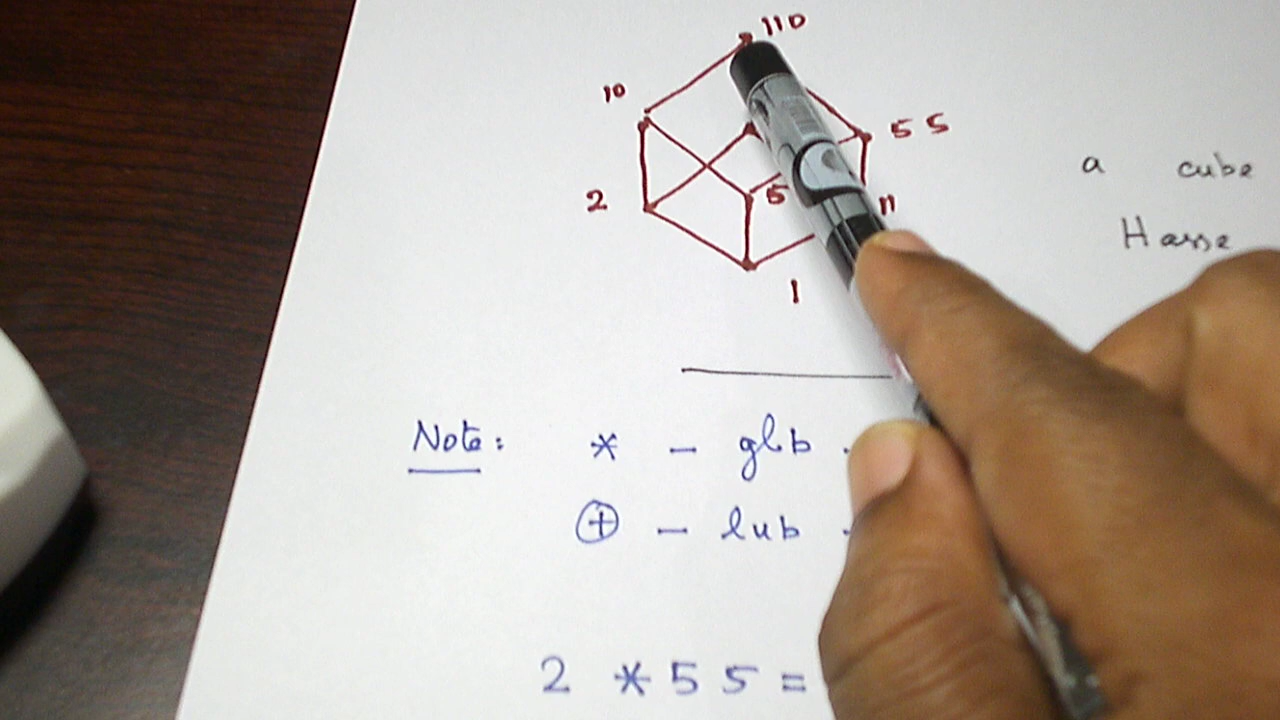 110
10
55
a cube
2
5
11
Hasse
1
Note: * - glb
⊕ - lub
2 * 55 =